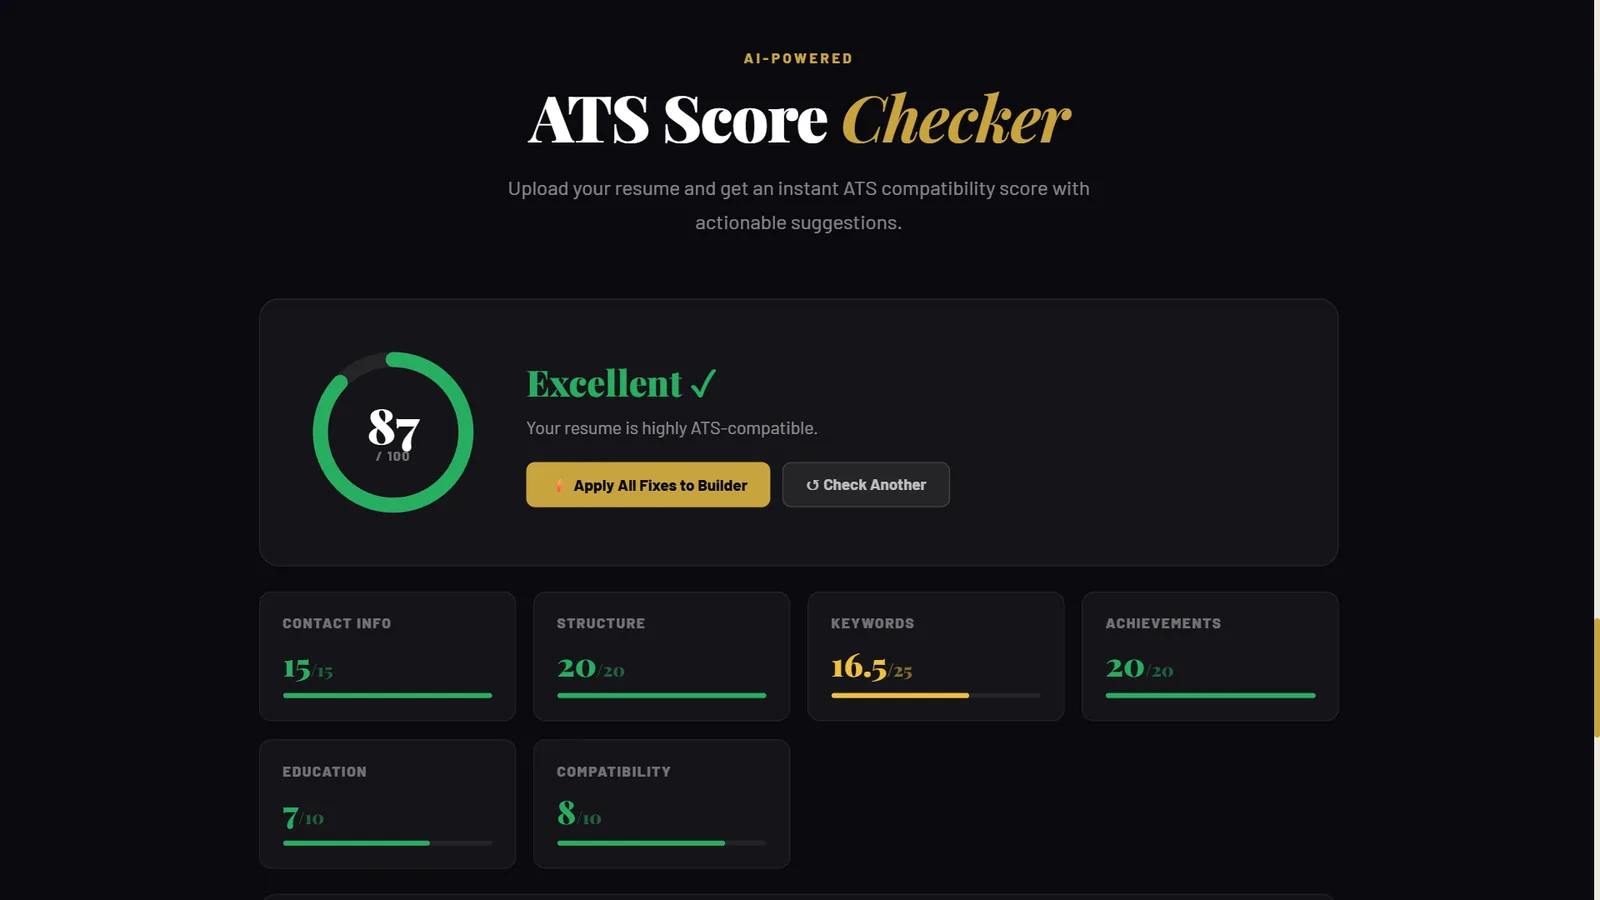 AI-POWERED
ATS Score Checker
Upload your resume and get an instant ATS compatibility score with
actionable suggestions.
87
/ 100
Excellent ✓
Your resume is highly ATS-compatible.
Apply All Fixes to Builder
↺ Check Another
CONTACT INFO
15/15
STRUCTURE
20/20
KEYWORDS
16.5/25
ACHIEVEMENTS
20/20
EDUCATION
7/10
COMPATIBILITY
8/10